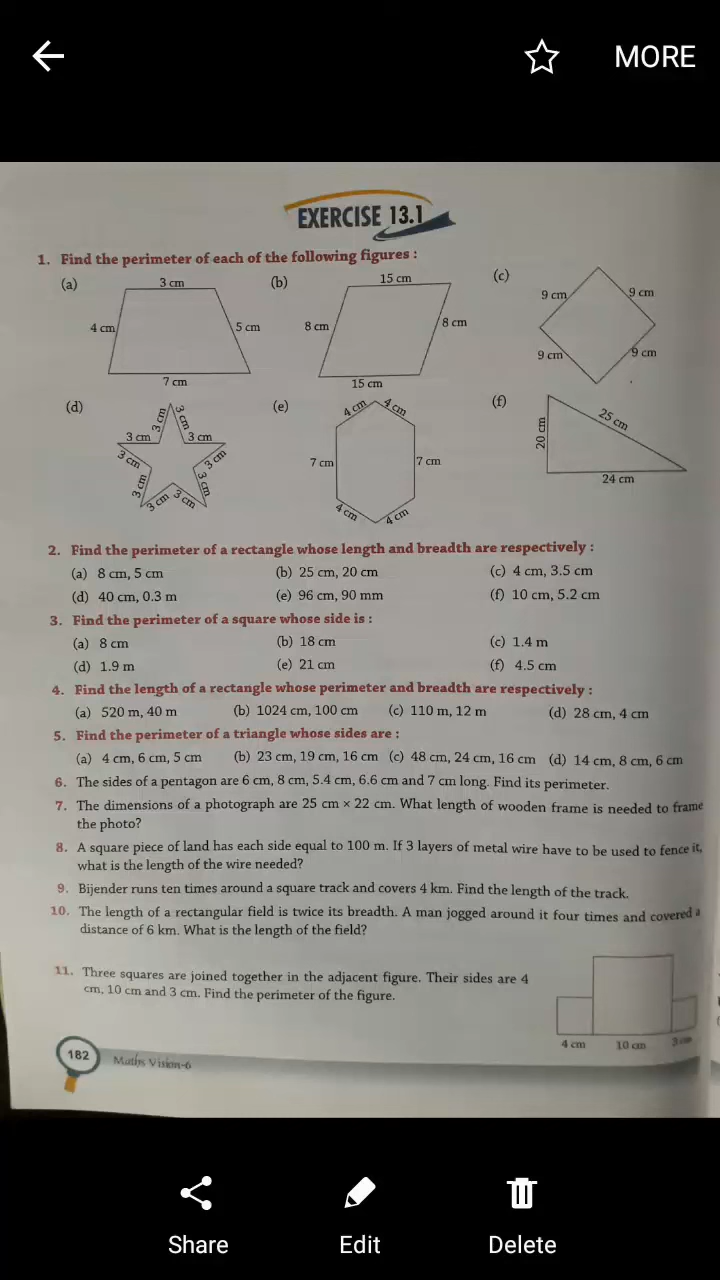 MORE
EXERCISE 13.1
1. Find the perimeter of each of the following figures :
(a) 3 cm 4 cm 5 cm 7 cm
(b) 15 cm 8 cm 8 cm 15 cm
(c) 9 cm 9 cm 9 cm 9 cm
(d) 3 cm 3 cm 3 cm 3 cm 3 cm 3 cm 3 cm 3 cm 3 cm 3 cm
(e) 4 cm 4 cm 7 cm 7 cm 4 cm 4 cm
(f) 20 cm 25 cm 24 cm
2. Find the perimeter of a rectangle whose length and breadth are respectively :
(a) 8 cm, 5 cm (b) 25 cm, 20 cm (c) 4 cm, 3.5 cm
(d) 40 cm, 0.3 m (e) 96 cm, 90 mm (f) 10 cm, 5.2 cm
3. Find the perimeter of a square whose side is :
(a) 8 cm (b) 18 cm (c) 1.4 m
(d) 1.9 m (e) 21 cm (f) 4.5 cm
4. Find the length of a rectangle whose perimeter and breadth are respectively :
(a) 520 m, 40 m (b) 1024 cm, 100 cm (c) 110 m, 12 m (d) 28 cm, 4 cm
5. Find the perimeter of a triangle whose sides are :
(a) 4 cm, 6 cm, 5 cm (b) 23 cm, 19 cm, 16 cm (c) 48 cm, 24 cm, 16 cm (d) 14 cm, 8 cm, 6 cm
6. The sides of a pentagon are 6 cm, 8 cm, 5.4 cm, 6.6 cm and 7 cm long. Find its perimeter.
7. The dimensions of a photograph are 25 cm × 22 cm. What length of wooden frame is needed to frame
the photo?
8. A square piece of land has each side equal to 100 m. If 3 layers of metal wire have to be used to fence it,
what is the length of the wire needed?
9. Bijender runs ten times around a square track and covers 4 km. Find the length of the track.
10. The length of a rectangular field is twice its breadth. A man jogged around it four times and covered a
distance of 6 km. What is the length of the field?
11. Three squares are joined together in the adjacent figure. Their sides are 4
cm, 10 cm and 3 cm. Find the perimeter of the figure.
4 cm 10 cm 3 cm
182 Maths Vision-6
Share Edit Delete